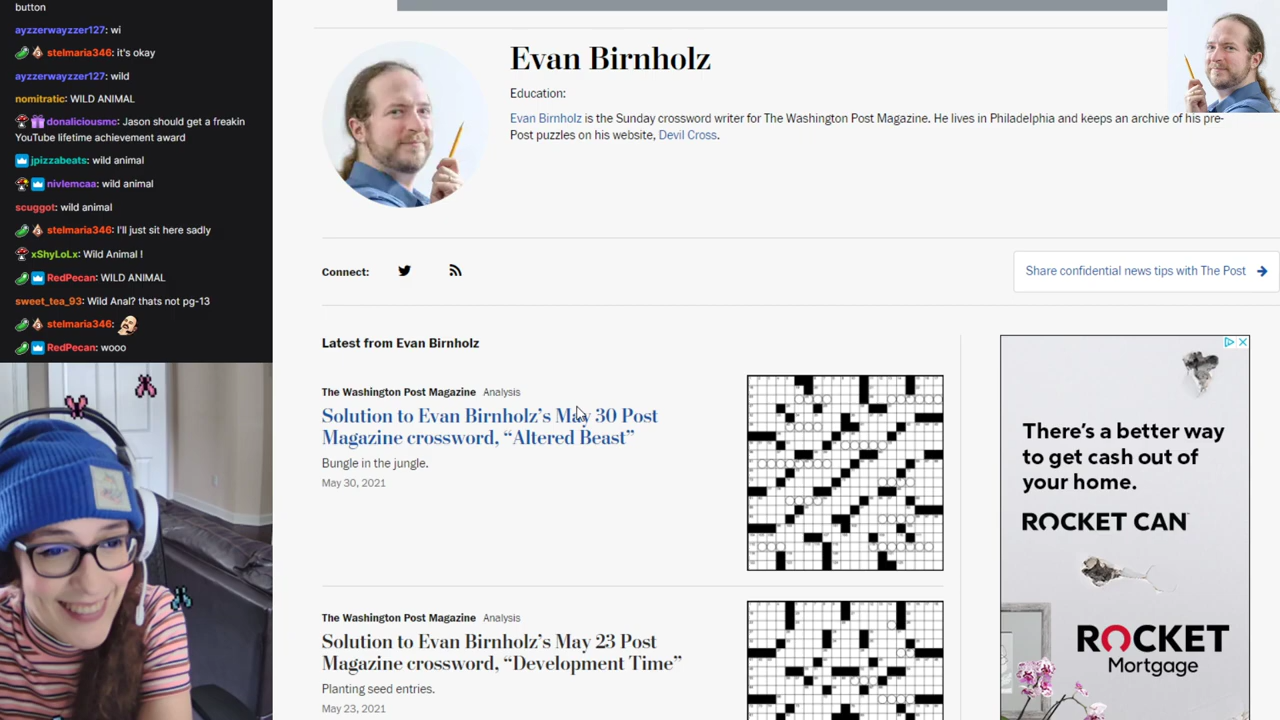 button
ayzzerwayzzer127: wi
stelmaria346: it's okay
ayzzerwayzzer127: wild
nomitratic: WILD ANIMAL
donaliciousmc: Jason should get a freakin
YouTube lifetime achievement award
jpizzabeats: wild animal
nivlemcaa: wild animal
scuggot: wild animal
stelmaria346: I'll just sit here sadly
xShyLoLx: Wild Animal !
RedPecan: WILD ANIMAL
sweet_tea_93: Wild Anal? thats not pg-13
stelmaria346:
RedPecan: wooo
Evan Birnholz
Education:
Evan Birnholz is the Sunday crossword writer for The Washington Post Magazine. He lives in Philadelphia and keeps an archive of his pre-
Post puzzles on his website, Devil Cross.
Connect:
Share confidential news tips with The Post
Latest from Evan Birnholz
The Washington Post Magazine Analysis
Solution to Evan Birnholz's May 30 Post
Magazine crossword, “Altered Beast”
Bungle in the jungle.
May 30, 2021
The Washington Post Magazine Analysis
Solution to Evan Birnholz's May 23 Post
Magazine crossword, “Development Time”
Planting seed entries.
May 23, 2021
There's a better way
to get cash out of
your home.
ROCKET CAN
ROCKET
Mortgage